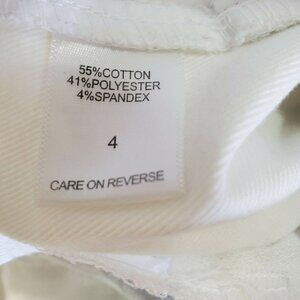 55%COTTON
41%POLYESTER
4%SPANDEX
4
CARE ON REVERSE